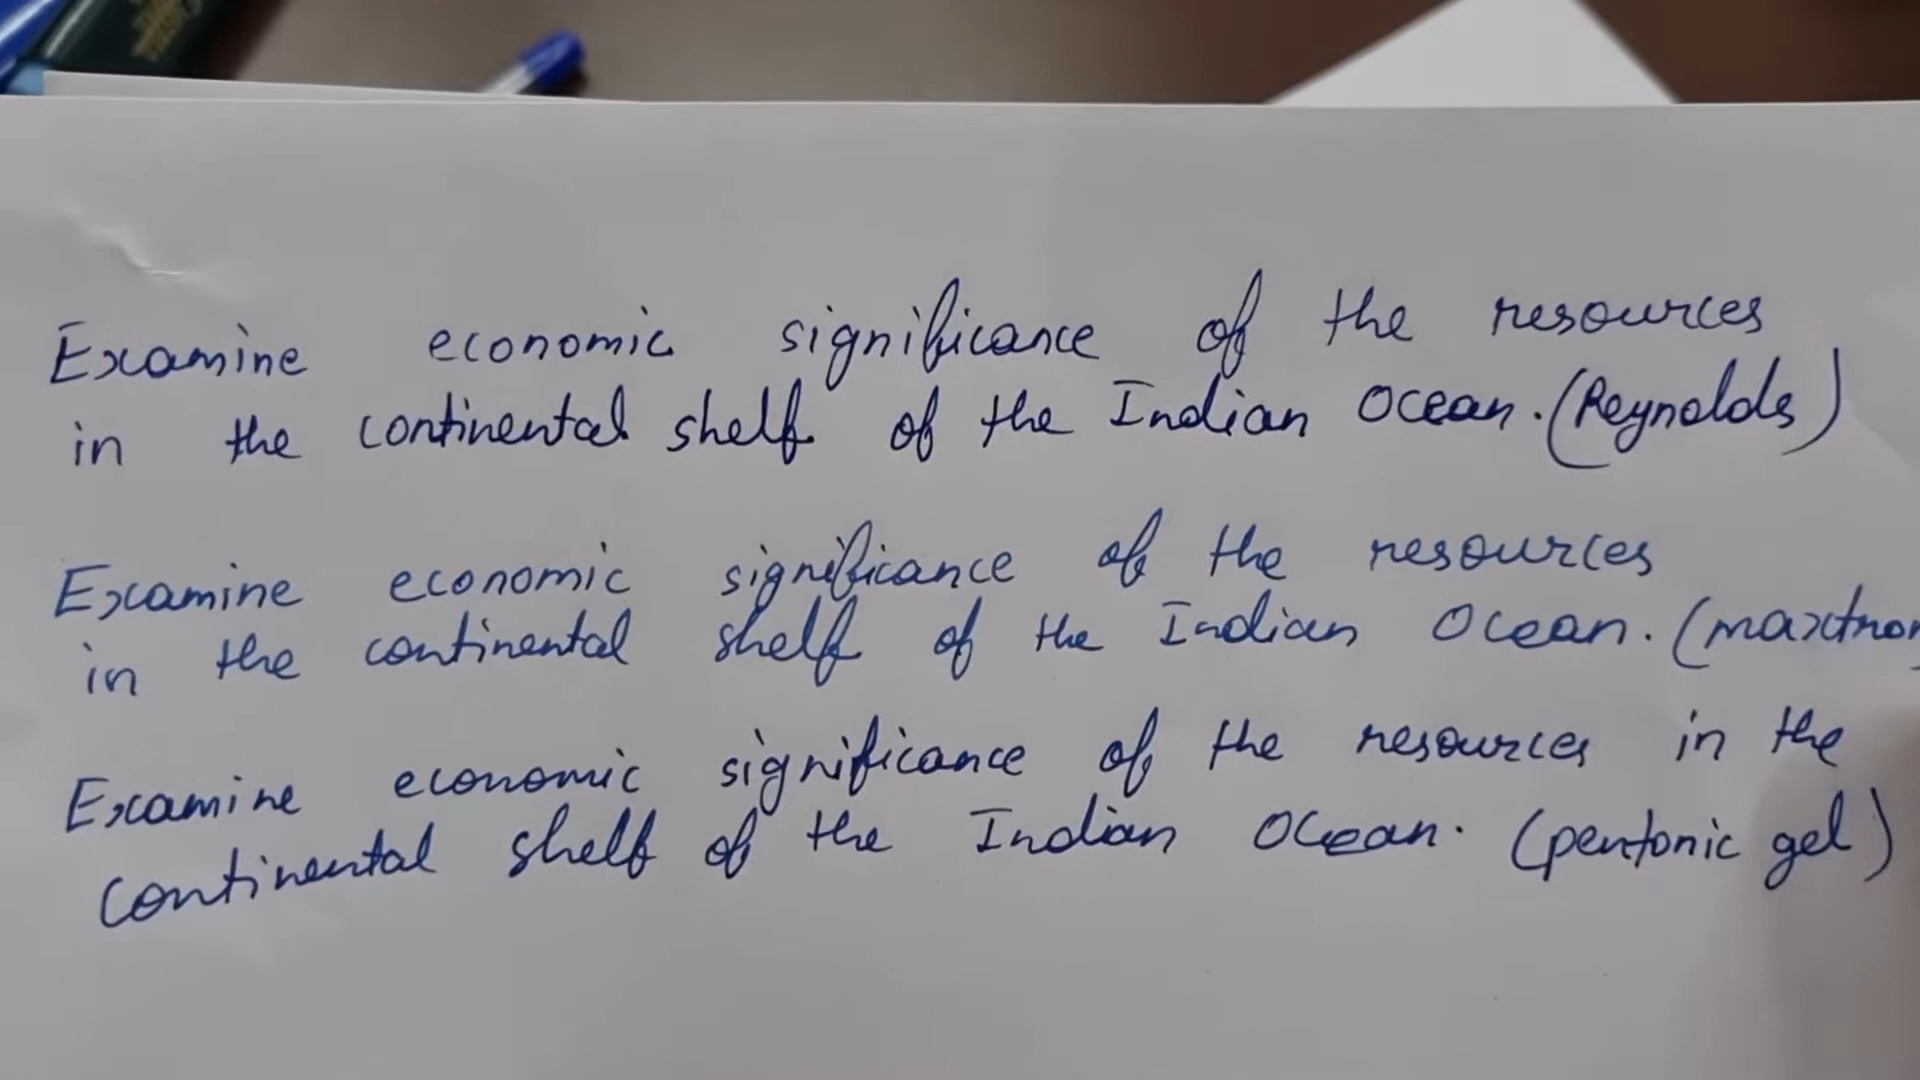 Examine economic significance of the resources
in the continental shelf of the Indian Ocean. (Reynolds)
Examine economic significance of the resources
in the continental shelf of the Indian Ocean. (maxtron
Examine economic significance of the resources in the
continental shelf of the Indian Ocean. (pentonic gel)